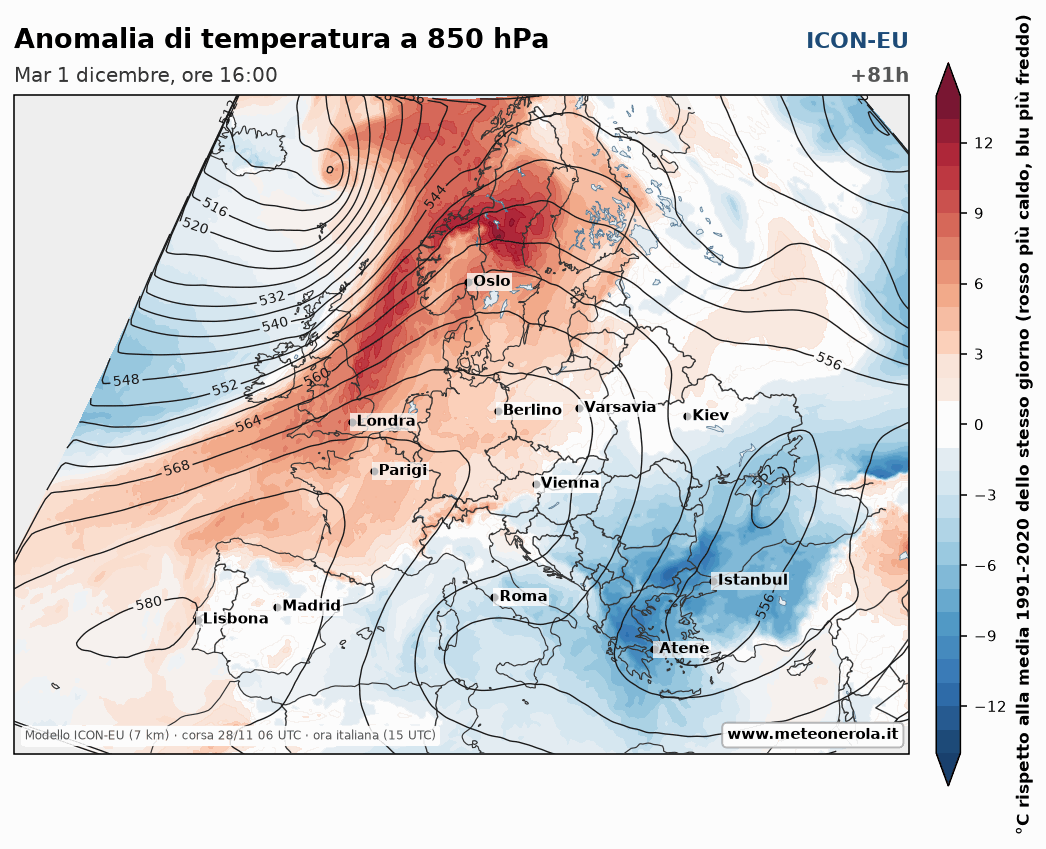 Anomalia di temperatura a 850 hPa
ICON-EU
Mar 1 dicembre, ore 16:00
+81h
512
516
520
532
540
544
548
552
560
564
568
580
556
556
Oslo
Berlino
Varsavia
Kiev
Londra
Parigi
Vienna
Istanbul
Roma
Madrid
Lisbona
Atene
Modello ICON-EU (7 km) · corsa 28/11 06 UTC · ora italiana (15 UTC)
www.meteonerola.it
12
9
6
3
0
−3
−6
−9
−12
°C rispetto alla media 1991-2020 dello stesso giorno (rosso più caldo, blu più freddo)